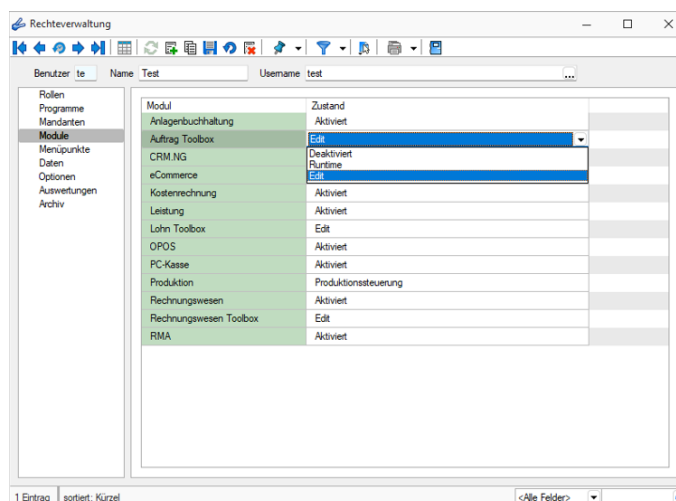 Rechteverwaltung
Benutzer te Name Test Username test ...
Rollen
Programme
Mandanten
Module
Menüpunkte
Daten
Optionen
Auswertungen
Archiv
Modul Zustand
Anlagenbuchhaltung Aktiviert
Auftrag Toolbox Edit
Deaktiviert
Runtime
Edit
CRM.NG
eCommerce
Kostenrechnung Aktiviert
Leistung Aktiviert
Lohn Toolbox Edit
OPOS Aktiviert
PC-Kasse Aktiviert
Produktion Produktionssteuerung
Rechnungswesen Aktiviert
Rechnungswesen Toolbox Edit
RMA Aktiviert
1 Eintrag sortiert: Kürzel <Alle Felder>